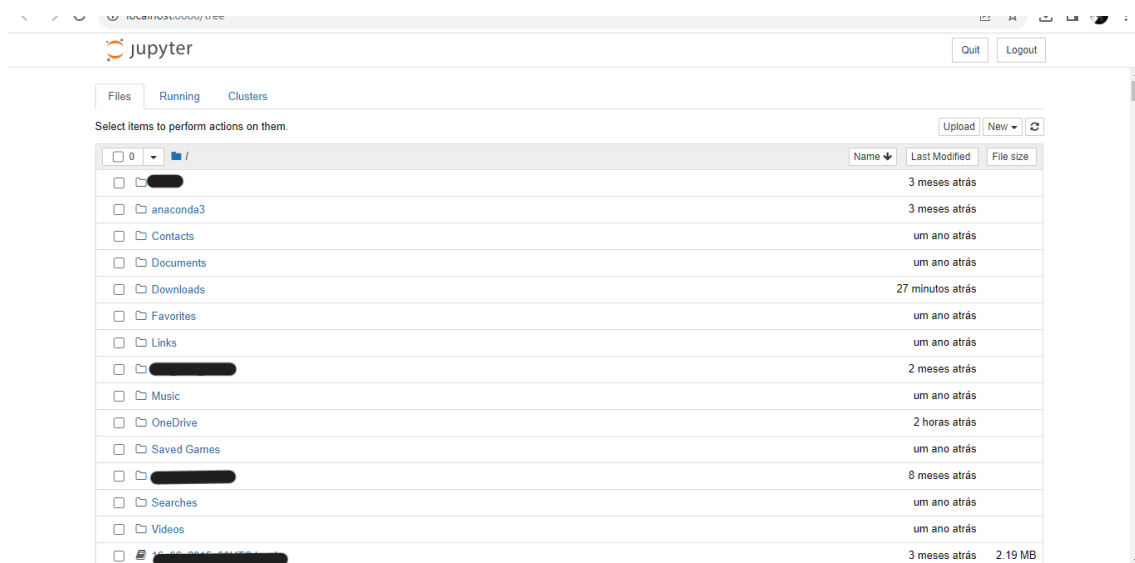 jupyter Quit Logout
Files Running Clusters
Select items to perform actions on them. Upload New
0 / Name Last Modified File size
3 meses atrás
anaconda3 3 meses atrás
Contacts um ano atrás
Documents um ano atrás
Downloads 27 minutos atrás
Favorites um ano atrás
Links um ano atrás
2 meses atrás
Music um ano atrás
OneDrive 2 horas atrás
Saved Games um ano atrás
8 meses atrás
Searches um ano atrás
Videos um ano atrás
3 meses atrás 2.19 MB